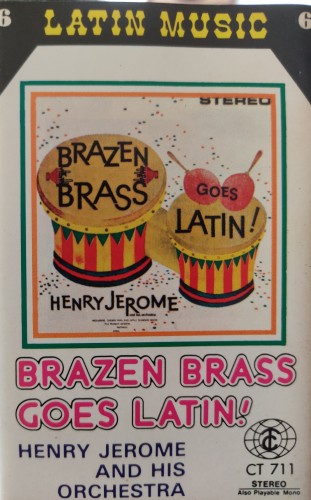 6 LATIN MUSIC 6
STEREO
BRAZEN
BRASS
GOES
LATIN!
HENRY JEROME
BRAZEN BRASS
GOES LATIN!
HENRY JEROME
AND HIS
ORCHESTRA
CT 711
STEREO
Also Playable Mono